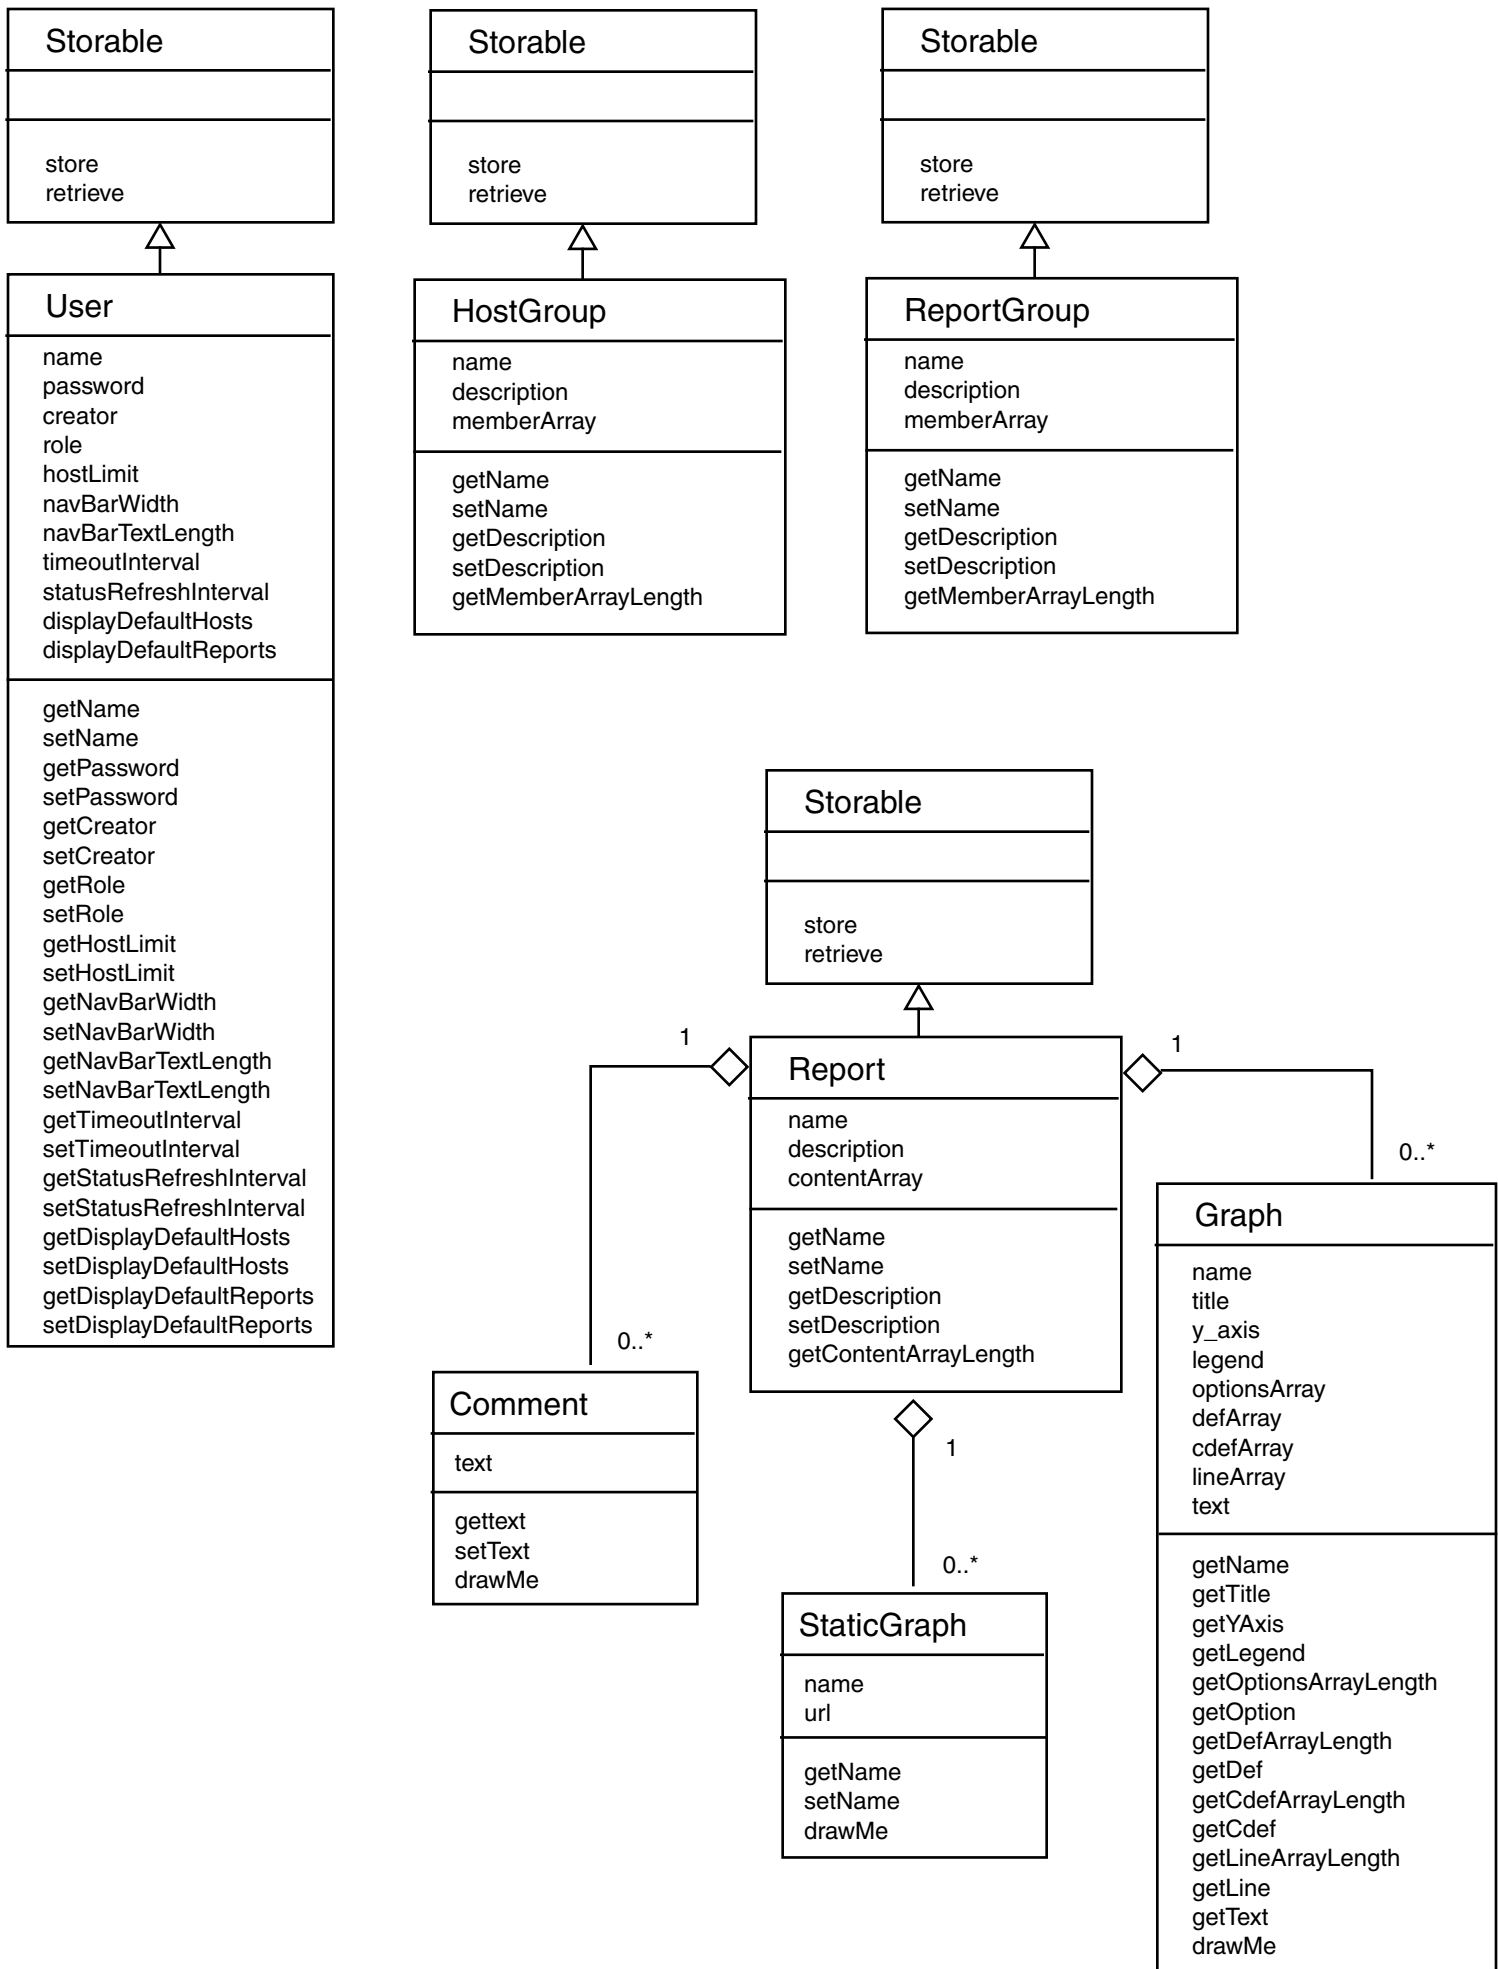 Storable
store
retrieve
User
name
password
creator
role
hostLimit
navBarWidth
navBarTextLength
timeoutInterval
statusRefreshInterval
displayDefaultHosts
displayDefaultReports
getName
setName
getPassword
setPassword
getCreator
setCreator
getRole
setRole
getHostLimit
setHostLimit
getNavBarWidth
setNavBarWidth
getNavBarTextLength
setNavBarTextLength
getTimeoutInterval
setTimeoutInterval
getStatusRefreshInterval
setStatusRefreshInterval
getDisplayDefaultHosts
setDisplayDefaultHosts
getDisplayDefaultReports
setDisplayDefaultReports
Storable
store
retrieve
HostGroup
name
description
memberArray
getName
setName
getDescription
setDescription
getMemberArrayLength
Storable
store
retrieve
ReportGroup
name
description
memberArray
getName
setName
getDescription
setDescription
getMemberArrayLength
Storable
store
retrieve
1
1
Report
name
description
contentArray
getName
setName
getDescription
setDescription
getContentArrayLength
0..*
Comment
text
gettext
setText
drawMe
1
0..*
StaticGraph
name
url
getName
setName
drawMe
0..*
Graph
name
title
y_axis
legend
optionsArray
defArray
cdefArray
lineArray
text
getName
getTitle
getYAxis
getLegend
getOptionsArrayLength
getOption
getDefArrayLength
getDef
getCdefArrayLength
getCdef
getLineArrayLength
getLine
getText
drawMe